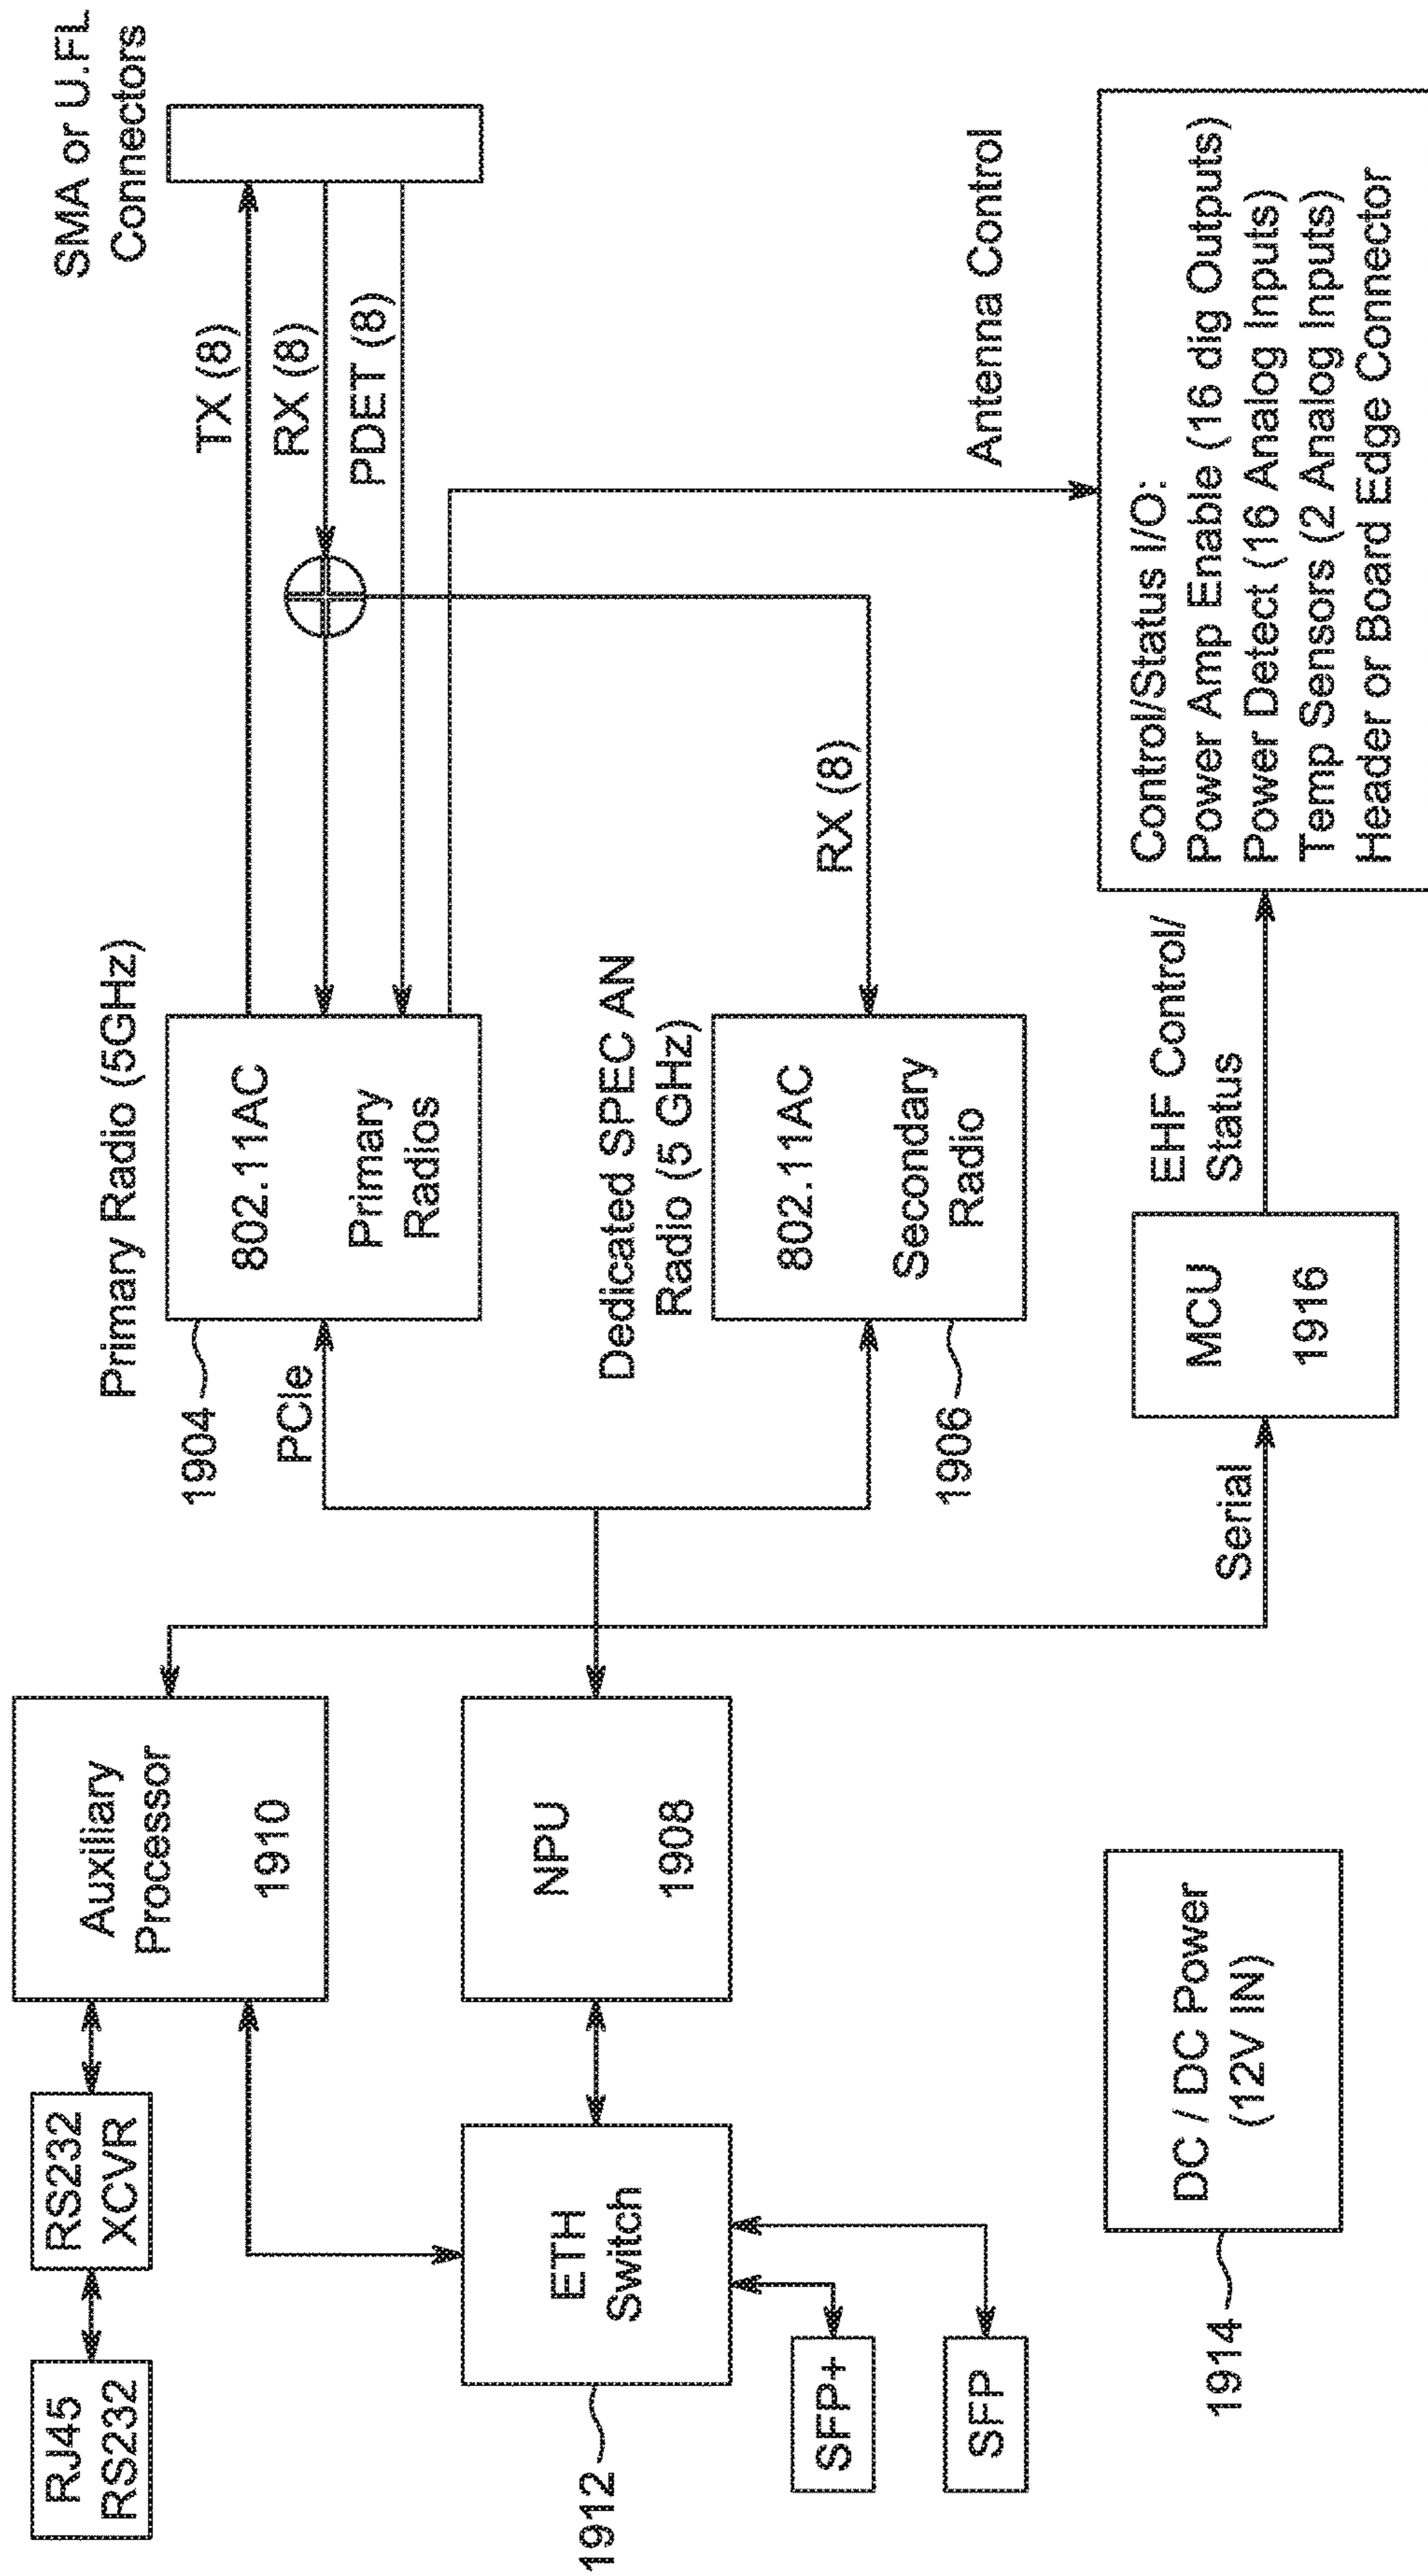 RJ45
RS232
RS232
XCVR
Auxiliary
Processor
1910
ETH
Switch
1912
NPU
1908
SFP+
SFP
DC / DC Power
(12V IN)
1914
Primary Radio (5GHz)
802.11AC
Primary
Radios
1904
PCIe
Dedicated SPEC AN
Radio (5 GHz)
802.11AC
Secondary
Radio
1906
Serial
MCU
1916
EHF Control/
Status
SMA or U.FL
Connectors
TX (8)
RX (8)
PDET (8)
RX (8)
Antenna Control
Control/Status I/O:
Power Amp Enable (16 dig Outputs)
Power Detect (16 Analog Inputs)
Temp Sensors (2 Analog Inputs)
Header or Board Edge Connector